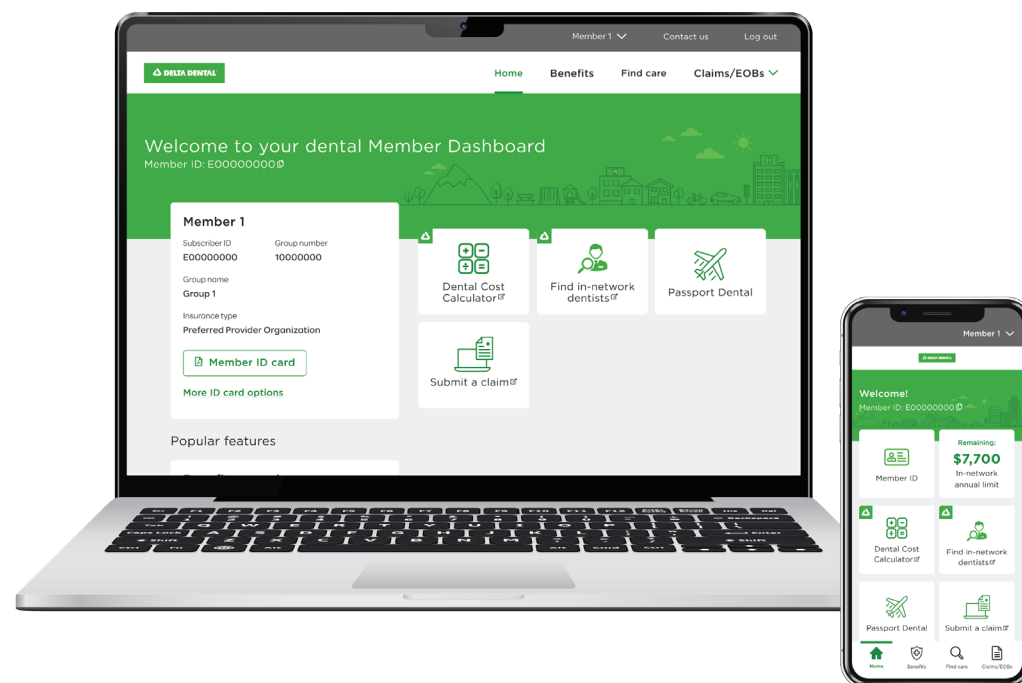 Member 1
Contact us
Log out
DELTA DENTAL
Home
Benefits
Find care
Claims/EOBs
Welcome to your dental Member Dashboard
Member ID: E00000000
Member 1
Subscriber ID
Group number
E00000000
10000000
Group name
Group 1
Insurance type
Preferred Provider Organization
Member ID card
More ID card options
Dental Cost
Calculator
Find in-network
dentists
Passport Dental
Submit a claim
Popular features
Member 1
DELTA DENTAL
Welcome!
Member ID: E00000000
Member ID
Remaining:
$7,700
In-network
annual limit
Dental Cost
Calculator
Find in-network
dentists
Passport Dental
Submit a claim
Home
Benefits
Find care
Claims/EOBs